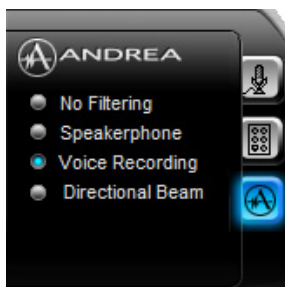 ANDREA
No Filtering
Speakerphone
Voice Recording
Directional Beam